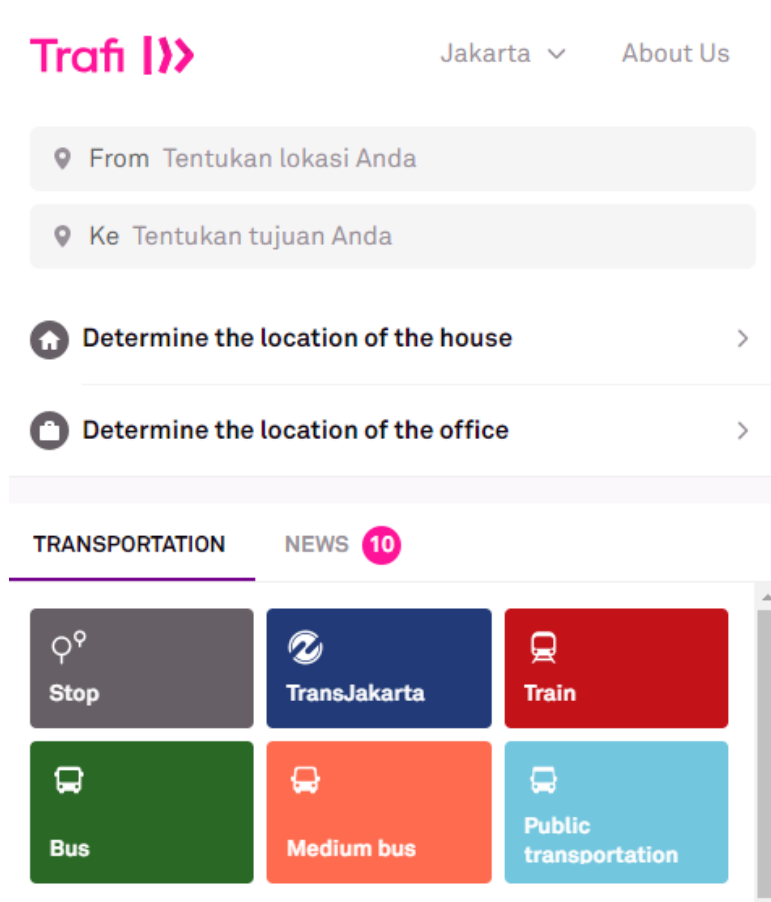 Trafi
Jakarta
About Us
From Tentukan lokasi Anda
Ke Tentukan tujuan Anda
Determine the location of the house
Determine the location of the office
TRANSPORTATION
NEWS 10
Stop
TransJakarta
Train
Bus
Medium bus
Public
transportation